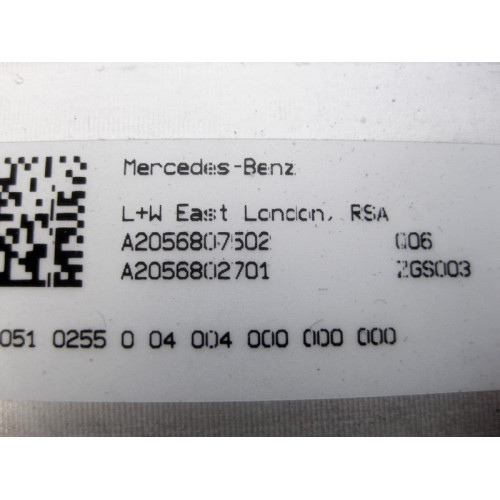 Mercedes-Benz
L+W East London, RSA
A2056807502 006
A2056802701 ZGS003
051 0255 0 04 004 000 000 000